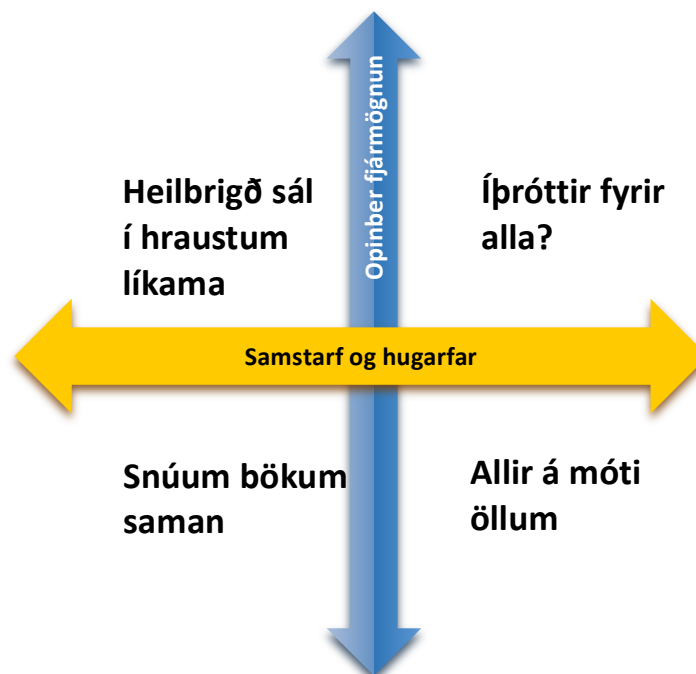 Opinber fjármögnun
Heilbrigð sál
í hraustum
líkama
Íþróttir fyrir
alla?
Samstarf og hugarfar
Snúum bökum
saman
Allir á móti
öllum